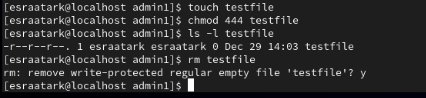 [esraatark@localhost admin1]$ touch testfile
[esraatark@localhost admin1]$ chmod 444 testfile
[esraatark@localhost admin1]$ ls -l testfile
-r--r--r--. 1 esraatark esraatark 0 Dec 29 14:03 testfile
[esraatark@localhost admin1]$ rm testfile
rm: remove write-protected regular empty file 'testfile'? y
[esraatark@localhost admin1]$